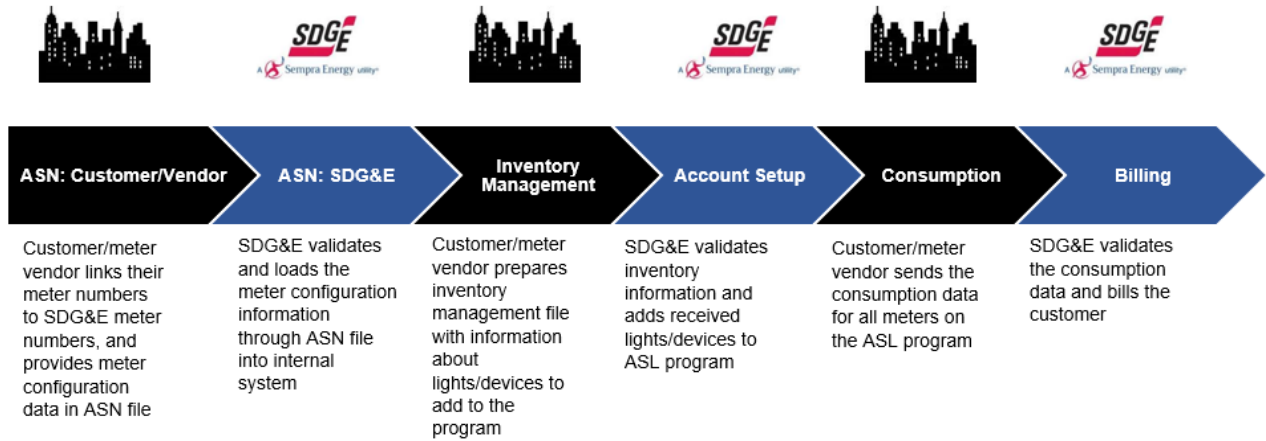 SDGE
A Sempra Energy utility®
SDGE
A Sempra Energy utility®
SDGE
A Sempra Energy utility®
ASN: Customer/Vendor
ASN: SDG&E
Inventory
Management
Account Setup
Consumption
Billing
Customer/meter
vendor links their
meter numbers
to SDG&E meter
numbers, and
provides meter
configuration
data in ASN file
SDG&E validates
and loads the
meter configuration
information
through ASN file
into internal
system
Customer/meter
vendor prepares
inventory
management file
with information
about
lights/devices to
add to the
program
SDG&E validates
inventory
information and
adds received
lights/devices to
ASL program
Customer/meter
vendor sends the
consumption data
for all meters on
the ASL program
SDG&E validates
the consumption
data and bills the
customer